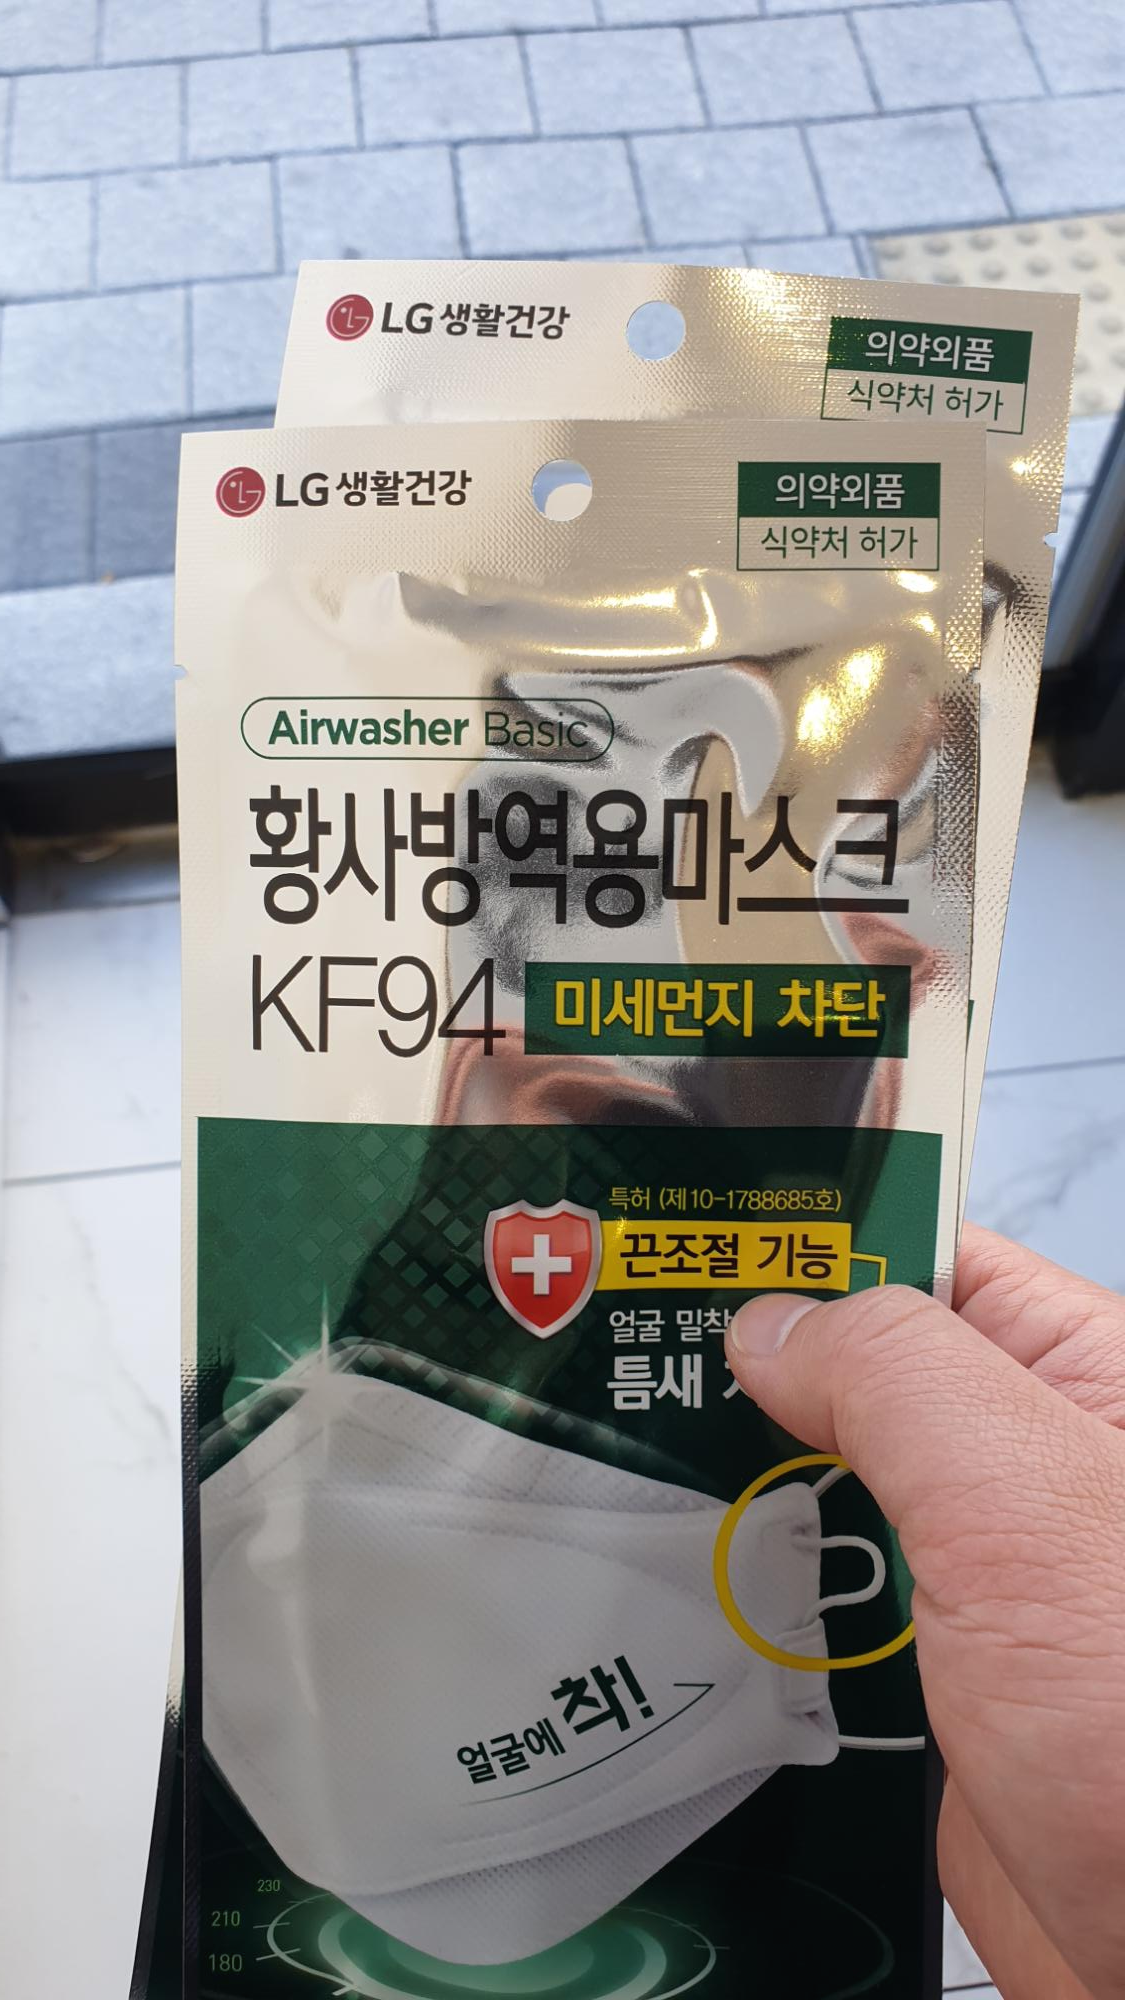 LG 생활건강
의약외품
식약처 허가
LG 생활건강
의약외품
식약처 허가
Airwasher Basic
황사방역용마스크
KF94 미세먼지 차단
특허 (제10-1788685호)
끈조절 기능
얼굴 밀착
틈새
얼굴에 착!
230
210
180